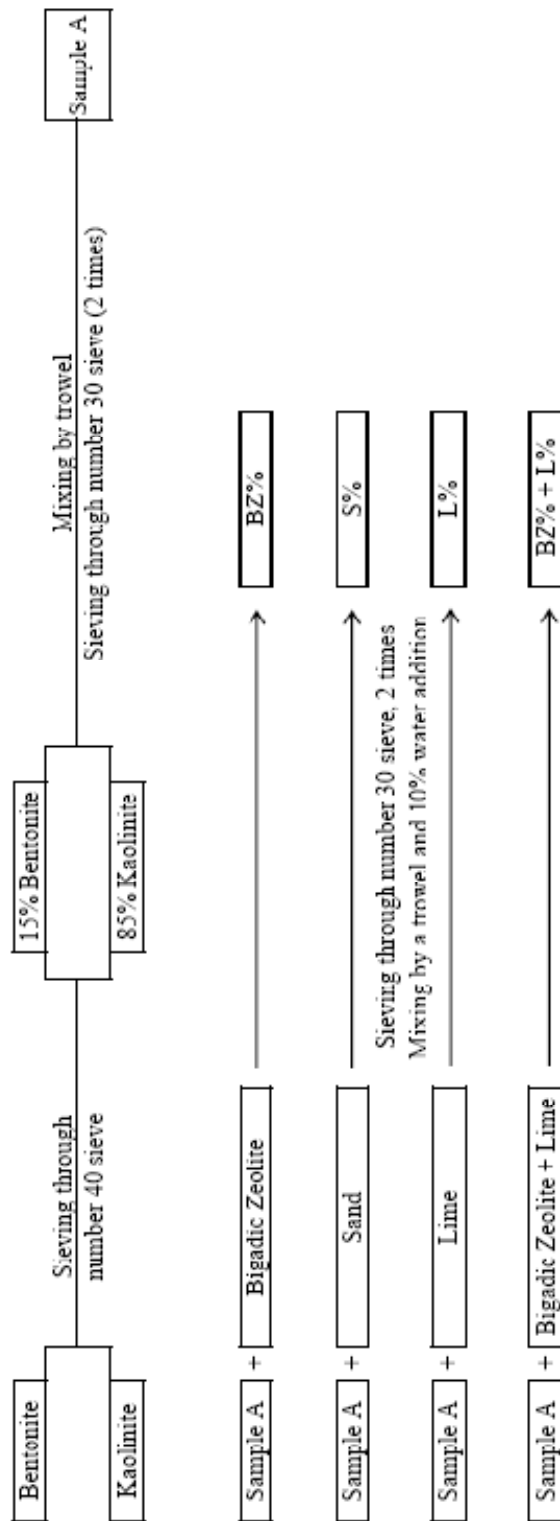 Bentonite
Kaolinite
Sieving through
number 40 sieve
15% Bentonite
85% Kaolinite
Mixing by trowel
Sieving through number 30 sieve (2 times)
Sample A
Sample A + Bigadic Zeolite
BZ%
Sample A + Sand
S%
Sieving through number 30 sieve, 2 times
Mixing by a trowel and 10% water addition
Sample A + Lime
L%
Sample A + Bigadic Zeolite + Lime
BZ% + L%